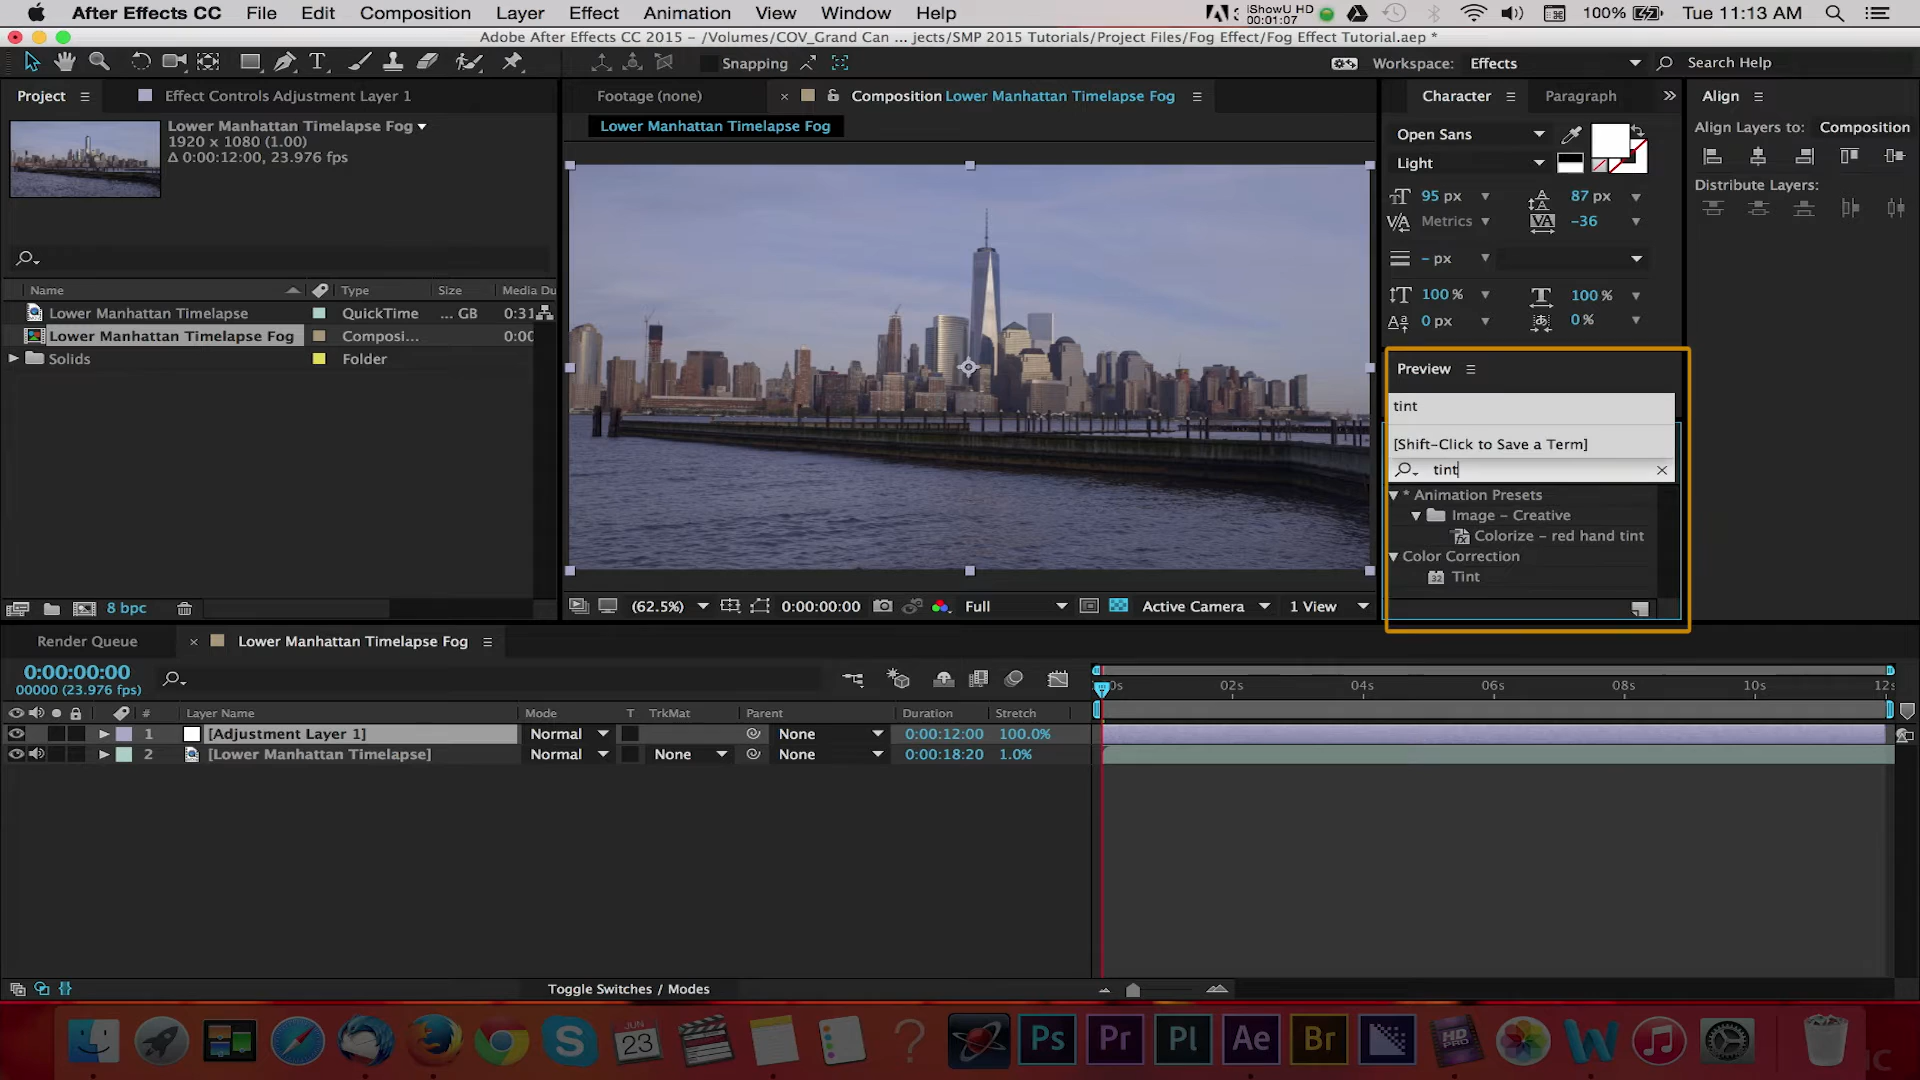 After Effects CC File Edit Composition Layer Effect Animation View Window Help
iShowU HD
00:01:07
100% Tue 11:13 AM
Adobe After Effects CC 2015 - /Volumes/COV_Grand Can ... jects/SMP 2015 Tutorials/Project Files/Fog Effect/Fog Effect Tutorial.aep *
Snapping Workspace: Effects Search Help
Project Effect Controls Adjustment Layer 1 Footage (none) Composition Lower Manhattan Timelapse Fog Character Paragraph Align
Lower Manhattan Timelapse Fog
1920 x 1080 (1.00)
Δ 0:00:12:00, 23.976 fps
Lower Manhattan Timelapse Fog
Open Sans
Light
95 px 87 px
Metrics -36
- px
100 % 100 %
0 px 0 %
Align Layers to: Composition
Distribute Layers:
Name Type Size Media Du
Lower Manhattan Timelapse QuickTime ... GB 0:31
Lower Manhattan Timelapse Fog Composi... 0:00
Solids Folder
Preview
tint
[Shift-Click to Save a Term]
tint
* Animation Presets
Image - Creative
Colorize - red hand tint
Color Correction
32 Tint
8 bpc
(62.5%) 0:00:00:00 Full Active Camera 1 View
Render Queue Lower Manhattan Timelapse Fog
0:00:00:00
00000 (23.976 fps)
0s 02s 04s 06s 08s 10s 12s
# Layer Name Mode T TrkMat Parent Duration Stretch
1 [Adjustment Layer 1] Normal None 0:00:12:00 100.0%
2 [Lower Manhattan Timelapse] Normal None None 0:00:18:20 1.0%
Toggle Switches / Modes
JUN
23
Ps Pr Pl Ae Br
HD
PRO